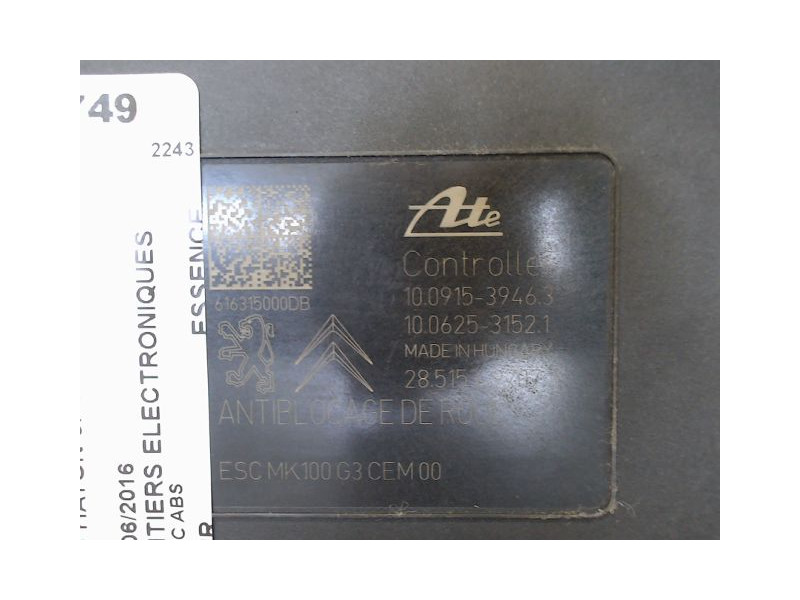 749
2243
ESSENCE
TIERS ELECTRONIQUES
06/2016
C ABS
Ate
Controlle
10.0915-3946.3
10.0625-3152.1
MADE IN HUNGARY
28.515
616315000DB
ANTIBLOCAGE DE
ESC MK100 G3 CEM 00